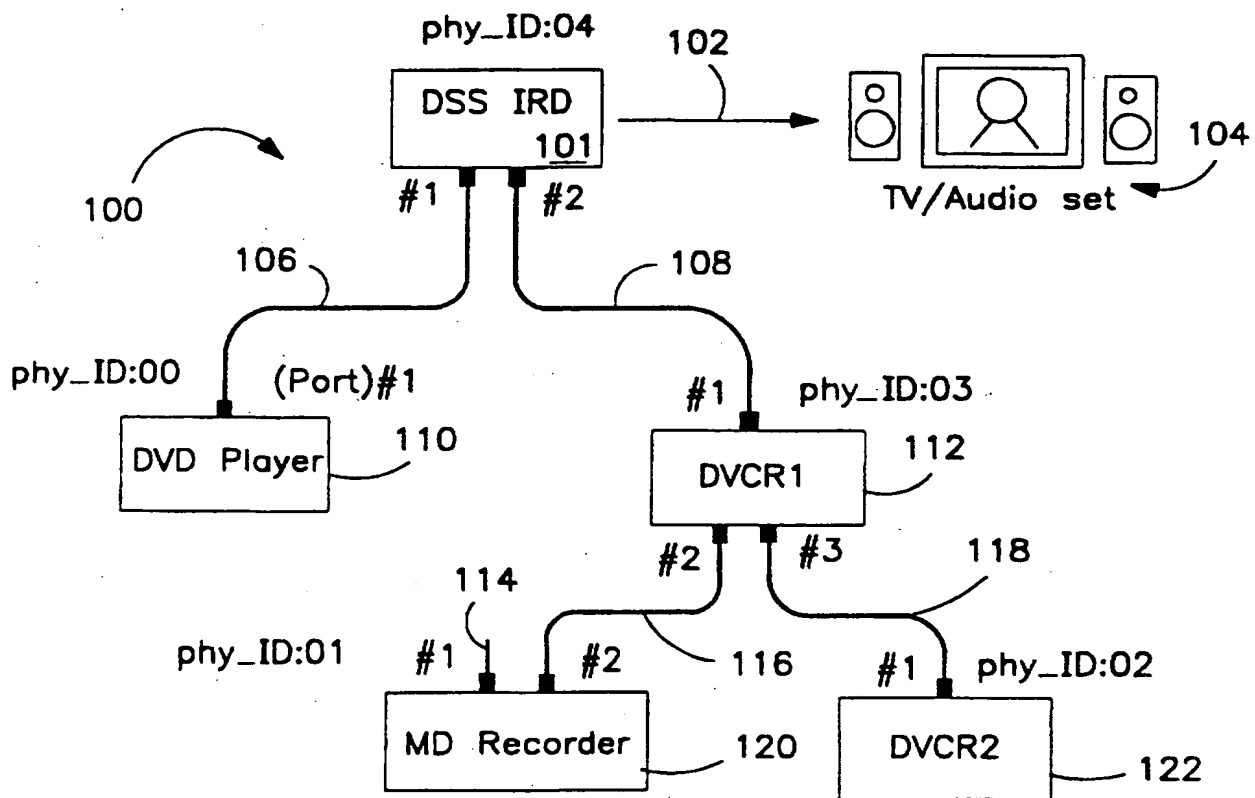 phy_ID:04
102
DSS IRD
101
104
100
#1 #2
TV/Audio set
106
108
phy_ID:00 (Port)#1
#1 phy_ID:03
DVD Player
110
112
DVCR1
#2 #3
118
114
phy_ID:01 #1 #2
116
#1 phy_ID:02
MD Recorder
120
DVCR2
122